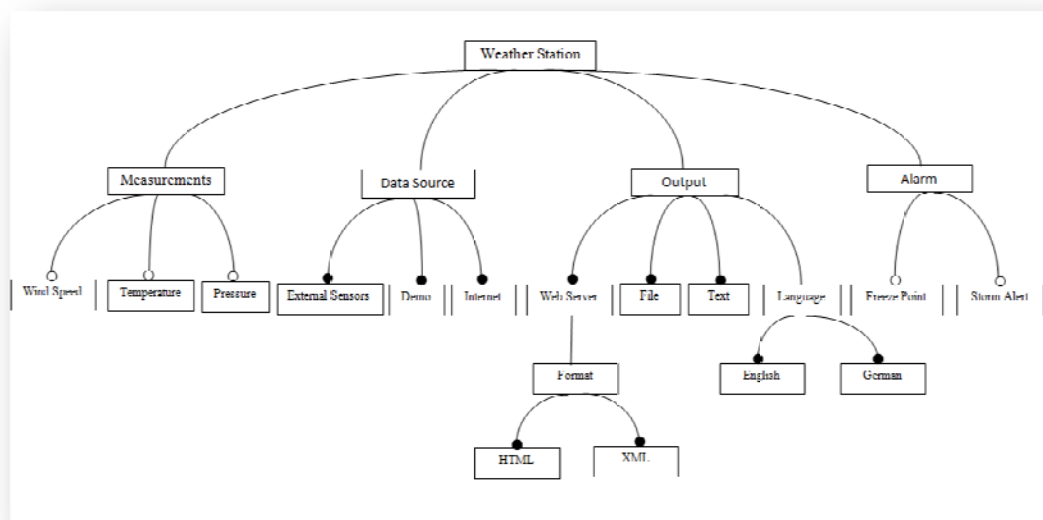 Weather Station
Measurements
Data Source
Output
Alarm
Wind Speed
Temperature
Pressure
External Sensors
Demo
Internet
Web Server
File
Text
Language
Freeze Point
Storm Alert
Format
English
German
HTML
XML